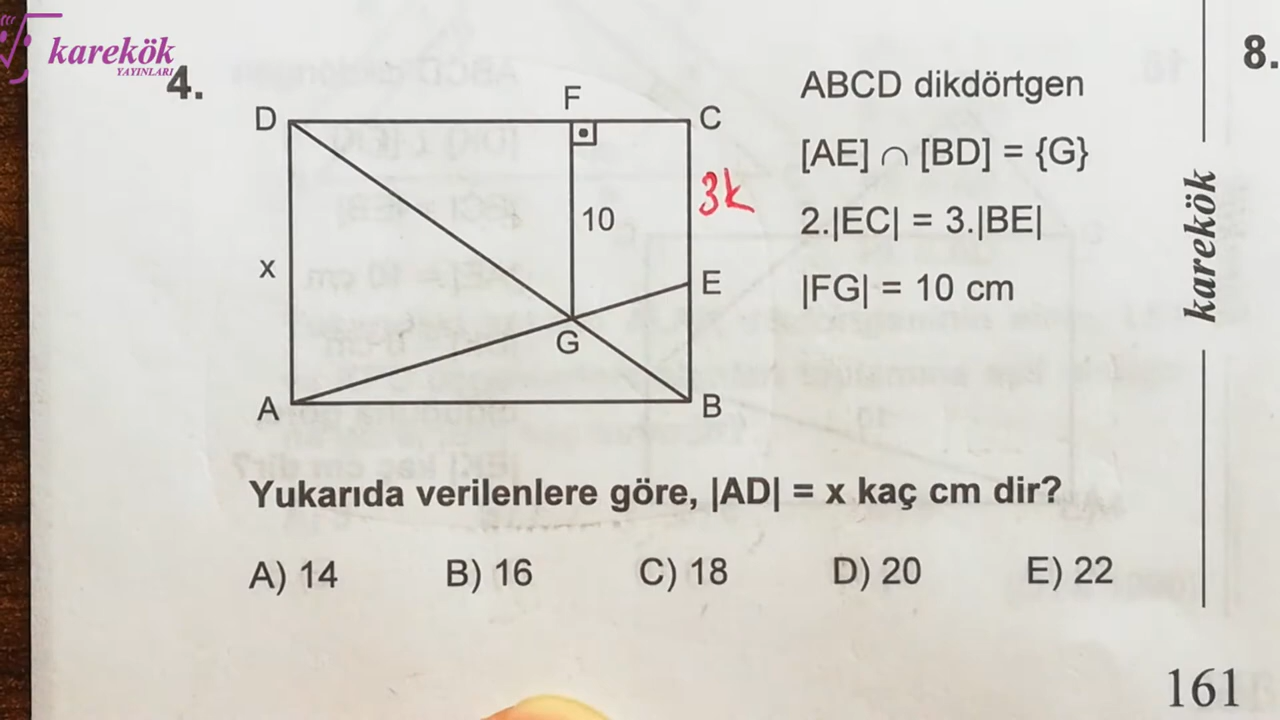 karekök
YAYINLARI
4.
8.
D
F
C
3k
10
x
E
G
A
B
ABCD dikdörtgen
[AE] ∩ [BD] = {G}
2.|EC| = 3.|BE|
|FG| = 10 cm
karekök
Yukarıda verilenlere göre, |AD| = x kaç cm dir?
A) 14 B) 16 C) 18 D) 20 E) 22
161